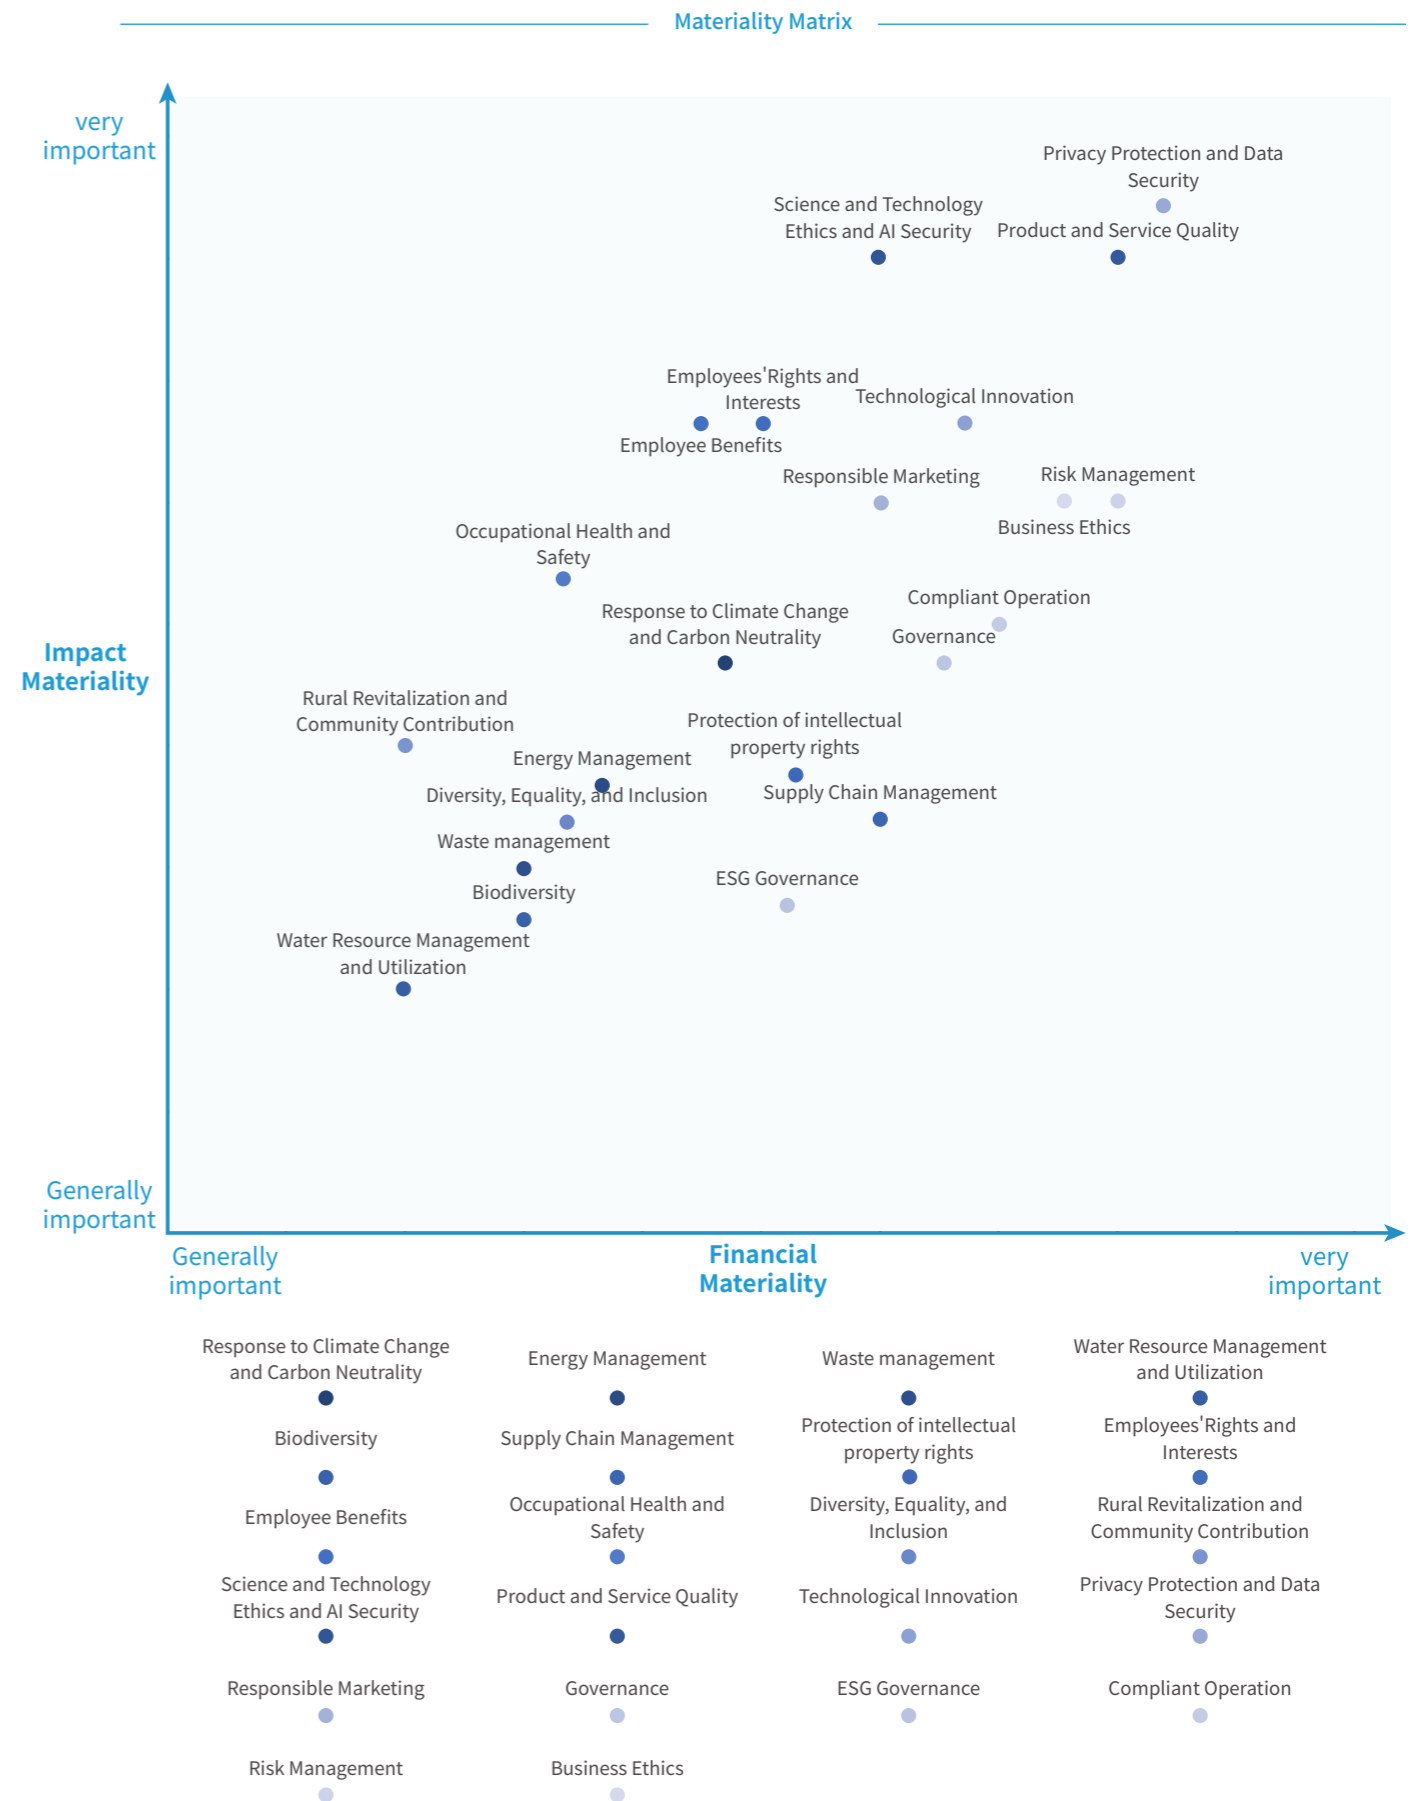 Materiality Matrix
very
important
Privacy Protection and Data
Security
Science and Technology
Ethics and AI Security
Product and Service Quality
Employees'Rights and
Interests
Technological Innovation
Employee Benefits
Responsible Marketing
Risk Management
Business Ethics
Occupational Health and
Safety
Compliant Operation
Response to Climate Change
and Carbon Neutrality
Governance
Impact
Materiality
Rural Revitalization and
Community Contribution
Protection of intellectual
property rights
Energy Management
Diversity, Equality, and Inclusion
Supply Chain Management
Waste management
ESG Governance
Biodiversity
Water Resource Management
and Utilization
Generally
important
Generally
important
Financial
Materiality
very
important
Response to Climate Change
and Carbon Neutrality
Energy Management
Waste management
Water Resource Management
and Utilization
Biodiversity
Supply Chain Management
Protection of intellectual
property rights
Employees'Rights and
Interests
Employee Benefits
Occupational Health and
Safety
Diversity, Equality, and
Inclusion
Rural Revitalization and
Community Contribution
Science and Technology
Ethics and AI Security
Product and Service Quality
Technological Innovation
Privacy Protection and Data
Security
Responsible Marketing
Governance
ESG Governance
Compliant Operation
Risk Management
Business Ethics